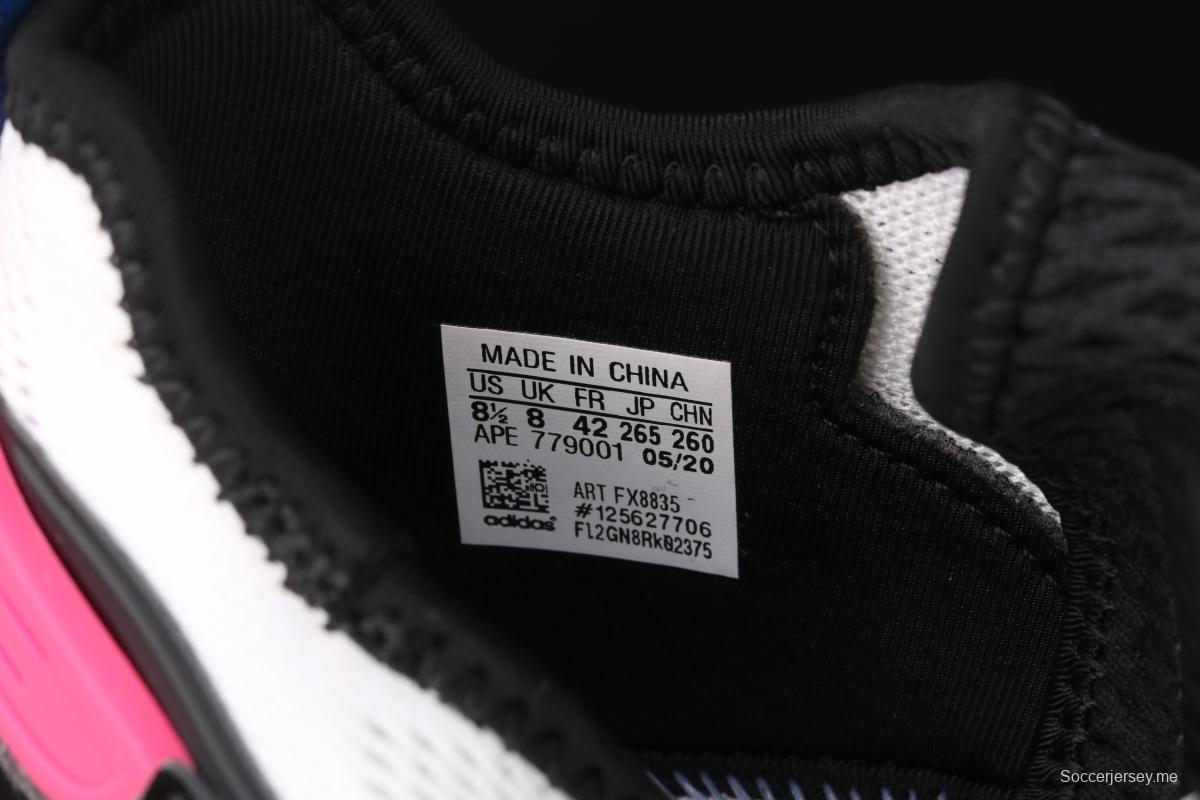 MADE IN CHINA
US UK FR JP CHN
8½ 8 42 265 260
APE 779001 05/20
adidas
ART FX8835
#125627706
FL2GN8RkQ2375
Soccerjersey.me